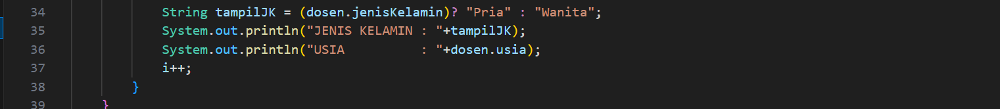 34 String tampilJK = (dosen.jenisKelamin)? "Pria" : "Wanita";
35 System.out.println("JENIS KELAMIN : "+tampilJK);
36 System.out.println("USIA          : "+dosen.usia);
37 i++;
38 }
39 }